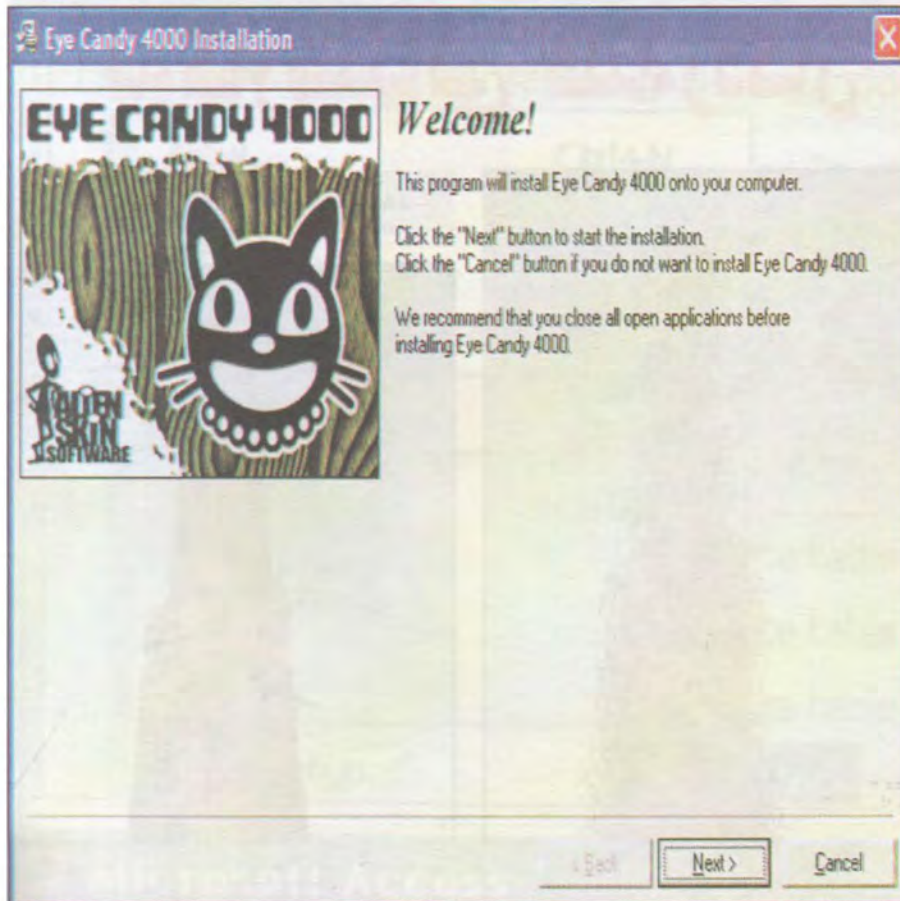 Eye Candy 4000 Installation
EYE CANDY 4000
ALIEN
SKIN
SOFTWARE
Welcome!
This program will install Eye Candy 4000 onto your computer.
Click the "Next" button to start the installation.
Click the "Cancel" button if you do not want to install Eye Candy 4000.
We recommend that you close all open applications before
installing Eye Candy 4000.
< Back
Next >
Cancel